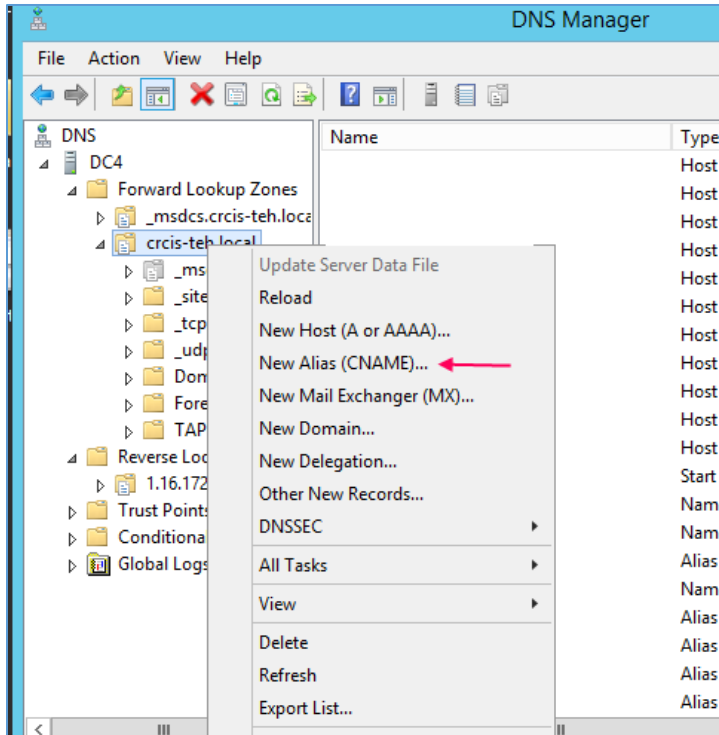 DNS Manager
File Action View Help
Name Type
DNS
DC4
Forward Lookup Zones
_msdcs.crcis-teh.loca
crcis-teh.local
_ms
_site
_tcp
_udp
Dom
Fore
TAP
Reverse Loo
1.16.172
Trust Points
Conditiona
Global Logs
Update Server Data File
Reload
New Host (A or AAAA)...
New Alias (CNAME)...
New Mail Exchanger (MX)...
New Domain...
New Delegation...
Other New Records...
DNSSEC
All Tasks
View
Delete
Refresh
Export List...
Host
Host
Host
Host
Host
Host
Host
Host
Host
Host
Host
Start
Nam
Nam
Alias
Nam
Alias
Alias
Alias
Alias